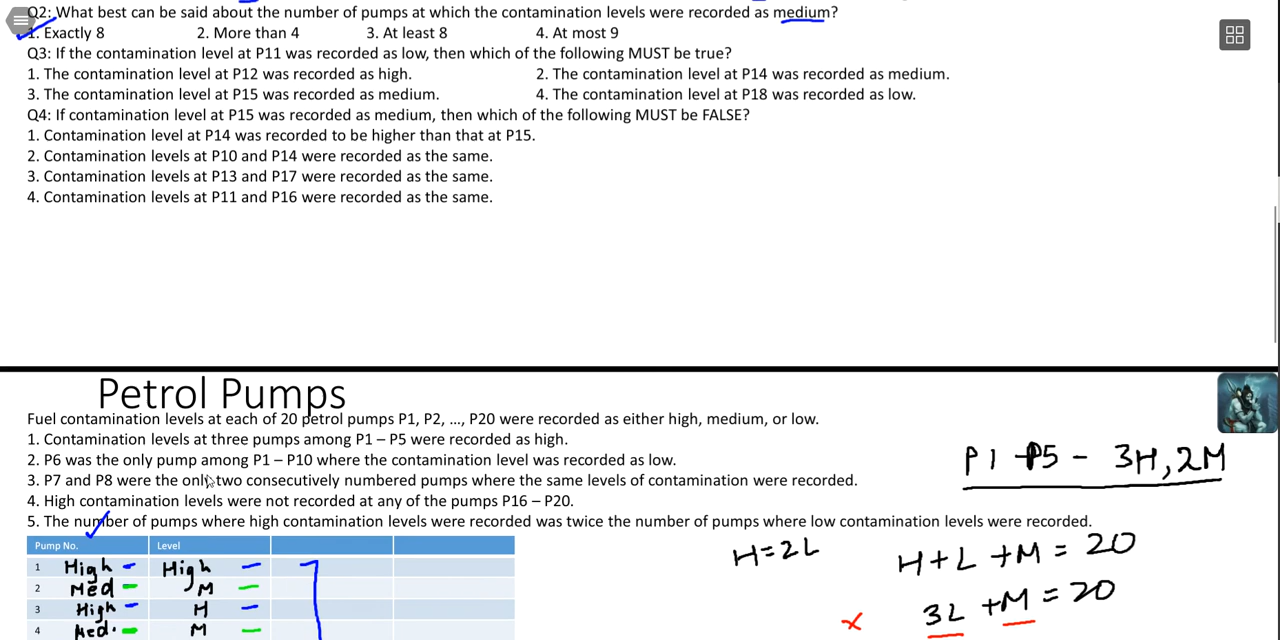 Q2: What best can be said about the number of pumps at which the contamination levels were recorded as medium?
1. Exactly 8 2. More than 4 3. At least 8 4. At most 9
Q3: If the contamination level at P11 was recorded as low, then which of the following MUST be true?
1. The contamination level at P12 was recorded as high. 2. The contamination level at P14 was recorded as medium.
3. The contamination level at P15 was recorded as medium. 4. The contamination level at P18 was recorded as low.
Q4: If contamination level at P15 was recorded as medium, then which of the following MUST be FALSE?
1. Contamination level at P14 was recorded to be higher than that at P15.
2. Contamination levels at P10 and P14 were recorded as the same.
3. Contamination levels at P13 and P17 were recorded as the same.
4. Contamination levels at P11 and P16 were recorded as the same.
Petrol Pumps
Fuel contamination levels at each of 20 petrol pumps P1, P2, ..., P20 were recorded as either high, medium, or low.
1. Contamination levels at three pumps among P1 – P5 were recorded as high.
2. P6 was the only pump among P1 – P10 where the contamination level was recorded as low.
3. P7 and P8 were the only two consecutively numbered pumps where the same levels of contamination were recorded.
4. High contamination levels were not recorded at any of the pumps P16 – P20.
5. The number of pumps where high contamination levels were recorded was twice the number of pumps where low contamination levels were recorded.
P1 - P5 - 3H, 2M
H=2L
H+L+M=20
3L+M=20
Pump No. Level
1 High High
2 Med M
3 High H
4 Med. M